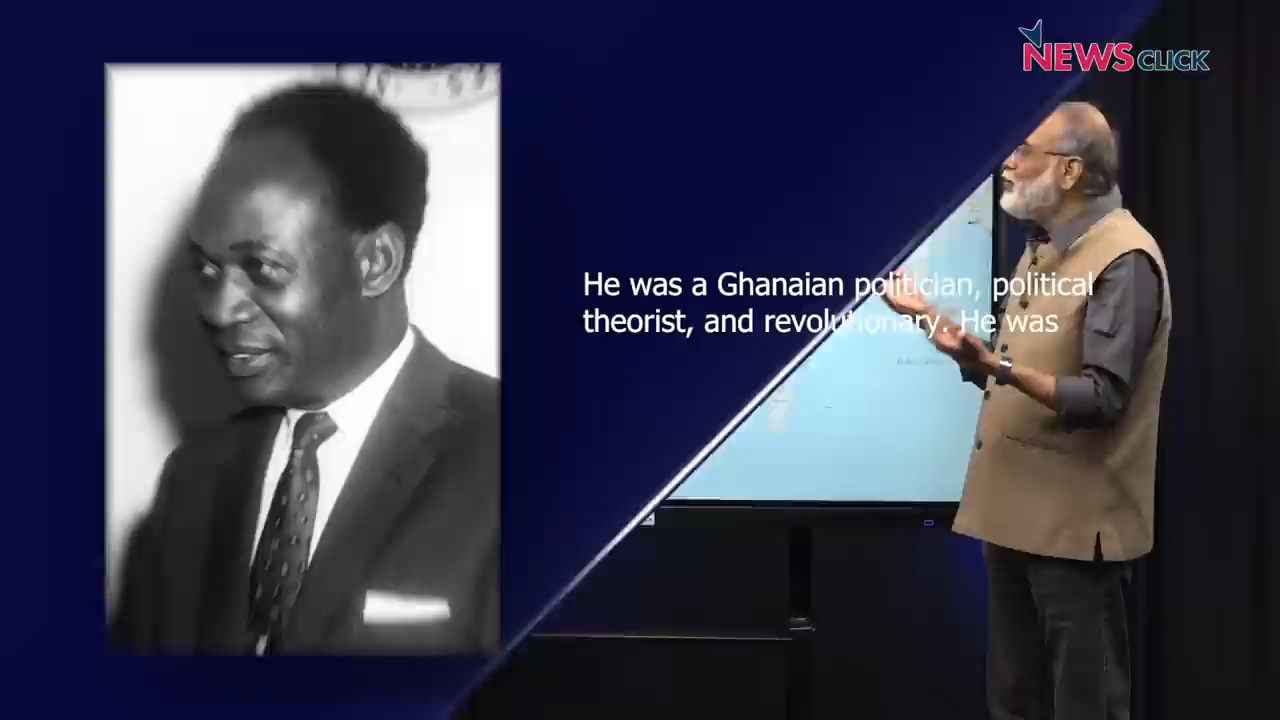 NEWSCLICK
He was a Ghanaian politician, political
theorist, and revolutionary. He was